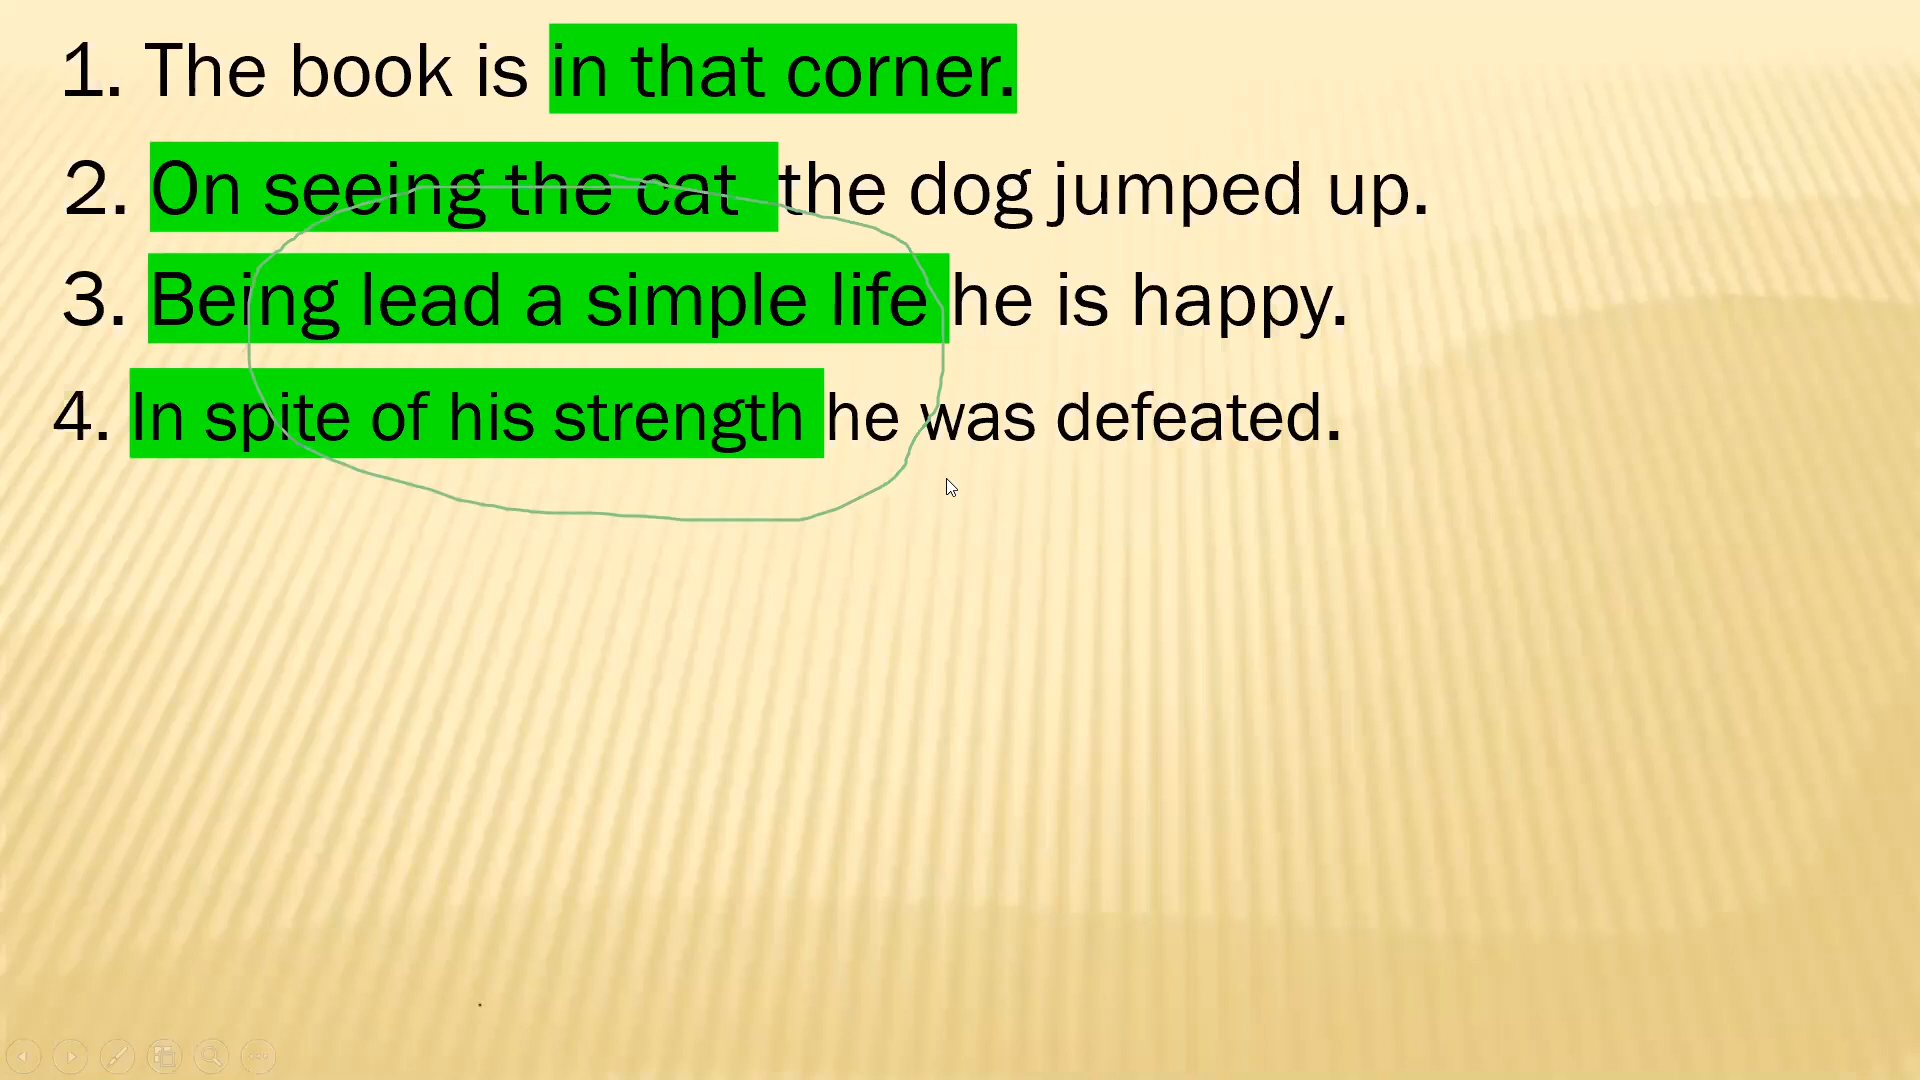 1. The book is in that corner.
2. On seeing the cat the dog jumped up.
3. Being lead a simple life he is happy.
4. In spite of his strength he was defeated.